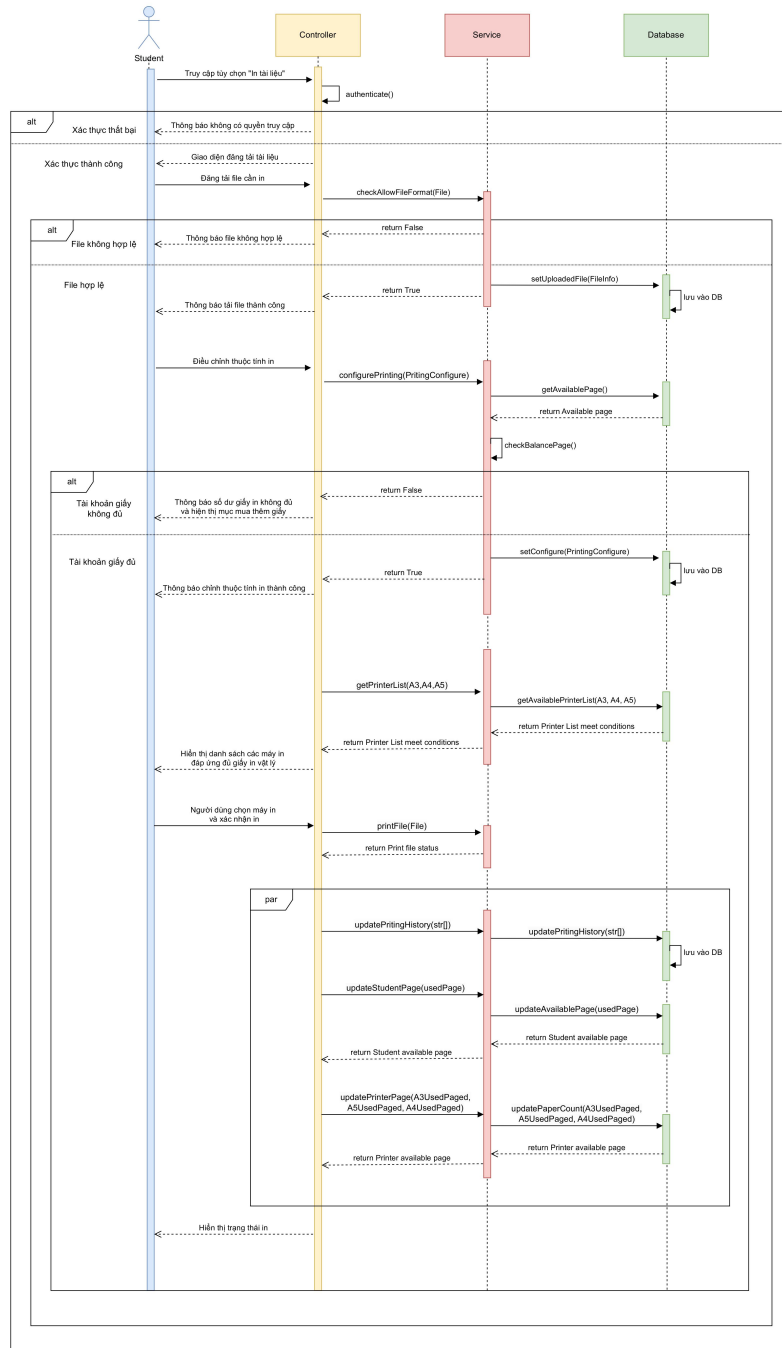 Student
Controller
Service
Database
Truy cập tùy chọn "In tài liệu"
authenticate()
alt
Xác thực thất bại
Thông báo không có quyền truy cập
Xác thực thành công
Giao diện đăng tải tài liệu
Đăng tải file cần in
checkAllowFileFormat(File)
alt
return False
File không hợp lệ
Thông báo file không hợp lệ
File hợp lệ
setUploadedFile(FileInfo)
return True
lưu vào DB
Thông báo tải file thành công
Điều chỉnh thuộc tính in
configurePrinting(PritingConfigure)
getAvailablePage()
return Available page
checkBalancePage()
alt
return False
Tài khoản giấy
không đủ
Thông báo số dư giấy in không đủ
và hiện thị mục mua thêm giấy
Tài khoản giấy đủ
setConfigure(PrintingConfigure)
return True
lưu vào DB
Thông báo chỉnh thuộc tính in thành công
getPrinterList(A3,A4,A5)
getAvailablePrinterList(A3, A4, A5)
return Printer List meet conditions
return Printer List meet conditions
Hiển thị danh sách các máy in
đáp ứng đủ giấy in vật lý
Người dùng chọn máy in
và xác nhận in
printFile(File)
return Print file status
par
updatePritingHistory(str[])
updatePritingHistory(str[])
lưu vào DB
updateStudentPage(usedPage)
updateAvailablePage(usedPage)
return Student available page
return Student available page
updatePrinterPage(A3UsedPaged,
A5UsedPaged, A4UsedPaged)
updatePaperCount(A3UsedPaged,
A5UsedPaged, A4UsedPaged)
return Printer available page
return Printer available page
Hiển thị trạng thái in